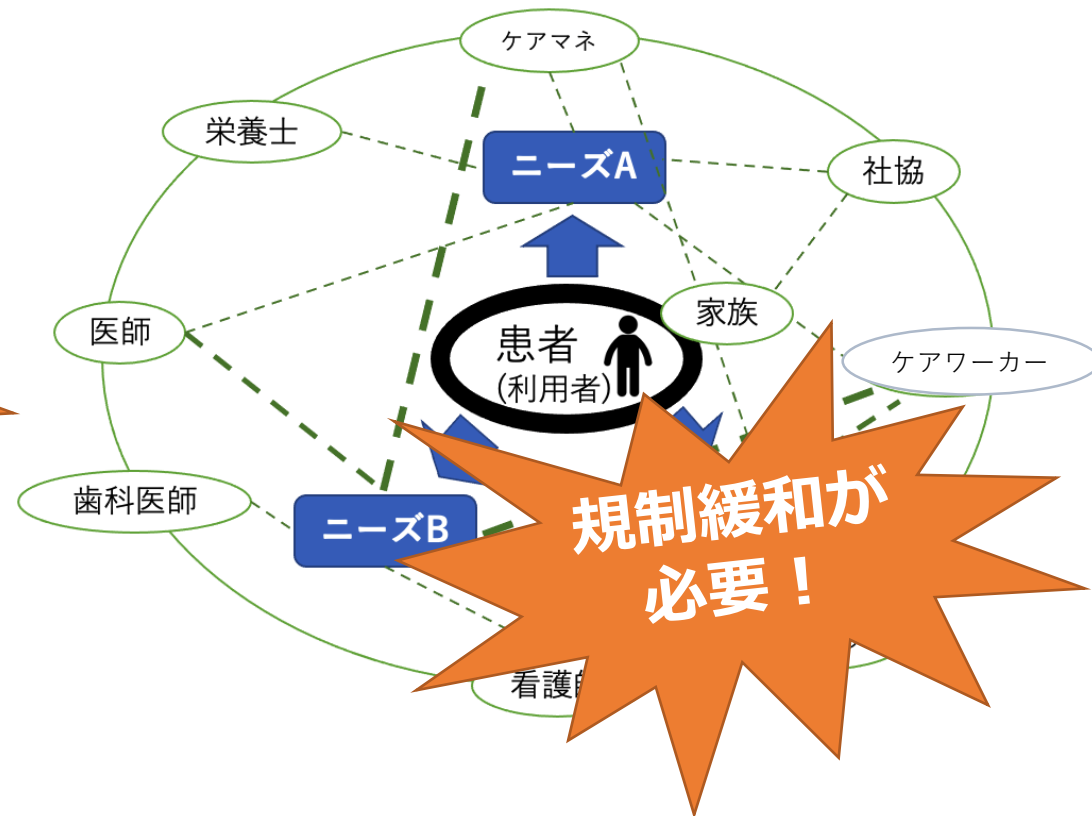 ケアマネ
栄養士
ニーズA
社協
医師
患者
(利用者)
家族
ケアワーカー
歯科医師
ニーズB
規制緩和が
必要！
看護